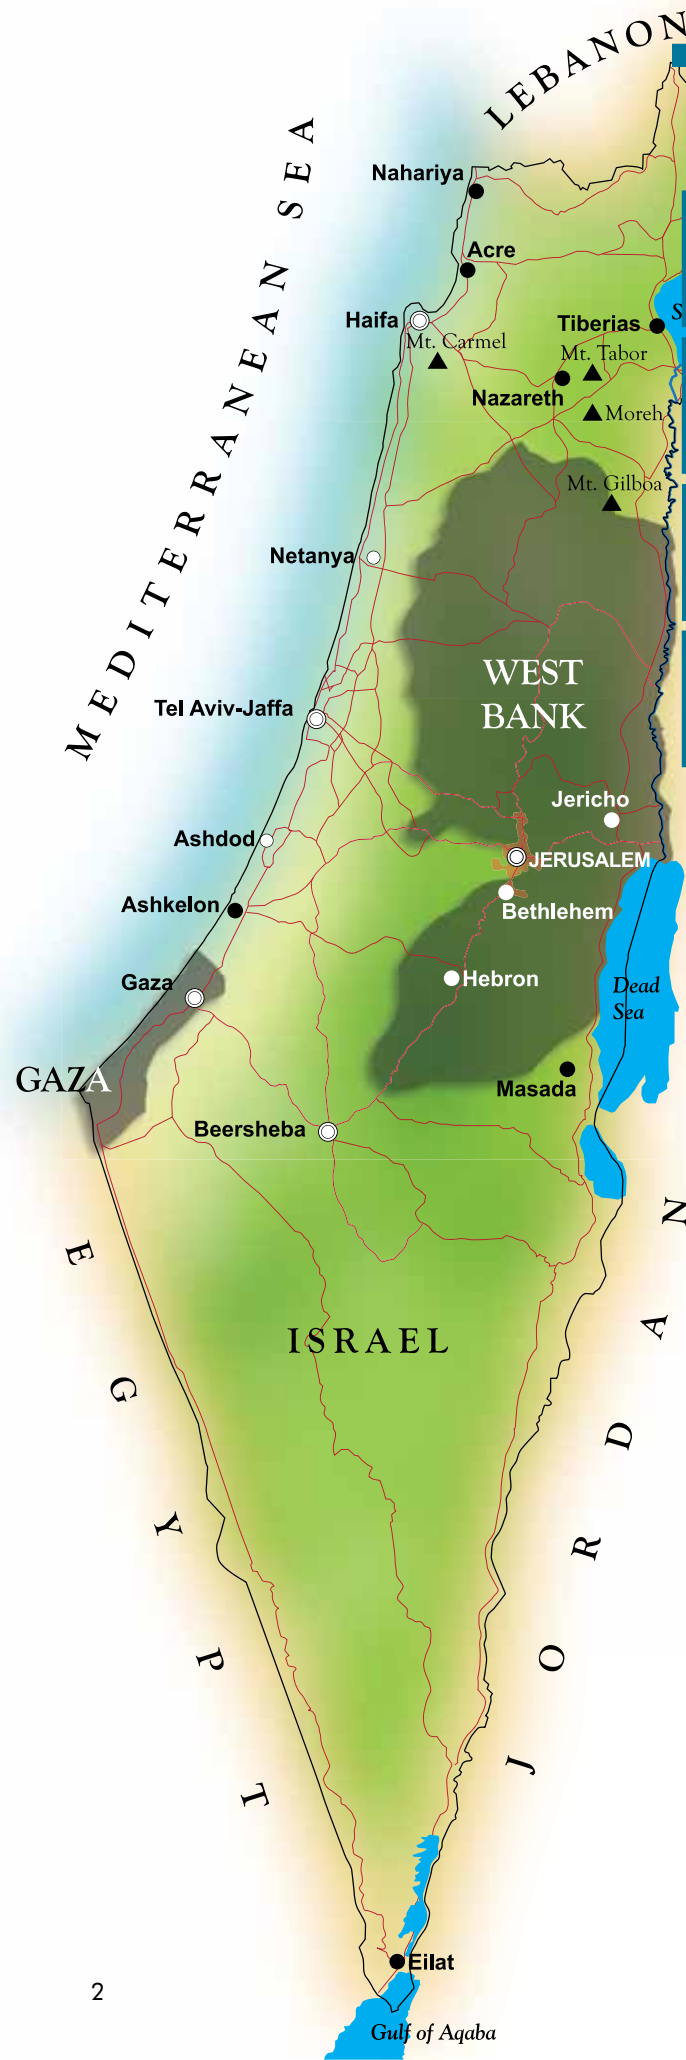 LEBANON
MEDITERRANEAN SEA
Nahariya
Acre
Haifa
Mt. Carmel
Tiberias
S
Mt. Tabor
Nazareth
Moreh
Mt. Gilboa
Netanya
WEST
BANK
Tel Aviv-Jaffa
Jericho
Ashdod
JERUSALEM
Ashkelon
Bethlehem
Hebron
Gaza
Dead
Sea
GAZA
Masada
Beersheba
EGYPT
JORDAN
ISRAEL
Eilat
2
Gulf of Aqaba